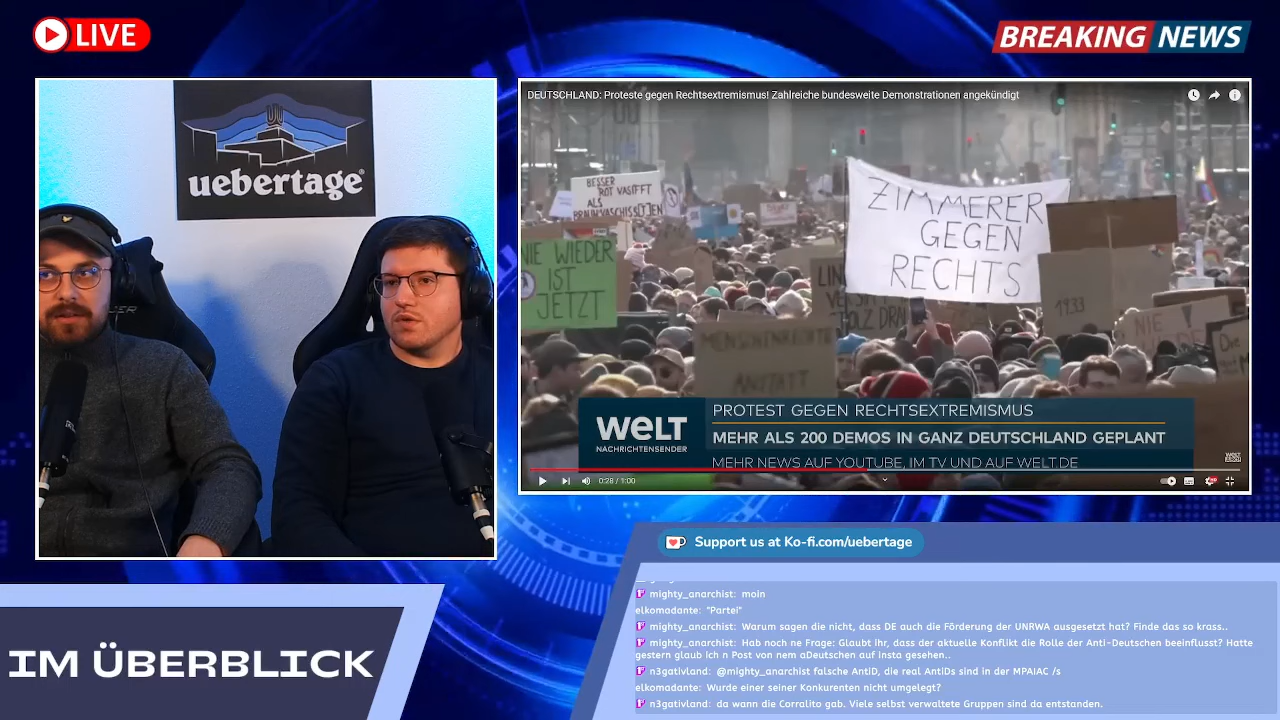 LIVE
BREAKING NEWS
uebertage
DEUTSCHLAND: Proteste gegen Rechtsextremismus! Zahlreiche bundesweite Demonstrationen angekündigt
BESSER
ALS
NIE WIEDER
IST
JETZT
ZIMMERER
GEGEN
RECHTS
1933
NIE
MENSCHENRECHTE
ANSTATT
welt
NACHRICHTENSENDER
PROTEST GEGEN RECHTSEXTREMISMUS
MEHR ALS 200 DEMOS IN GANZ DEUTSCHLAND GEPLANT
MEHR NEWS AUF YOUTUBE, IM TV UND AUF WELT.DE
0:28 / 1:00
Support us at Ko-fi.com/uebertage
mighty_anarchist: moin
elkomadante: "Partei"
mighty_anarchist: Warum sagen die nicht, dass DE auch die Förderung der UNRWA ausgesetzt hat? Finde das so krass..
mighty_anarchist: Hab noch ne Frage: Glaubt ihr, dass der aktuelle Konflikt die Rolle der Anti-Deutschen beeinflusst? Hatte
gestern glaub ich n Post von nem aDeutschen auf insta gesehen..
n3gativland: @mighty_anarchist falsche AntiD, die real AntiDs sind in der MPAIAC /s
elkomadante: Wurde einer seiner Konkurenten nicht umgelegt?
n3gativland: da wann die Corralito gab. Viele selbst verwaltete Gruppen sind da entstanden.
IM ÜBERBLICK